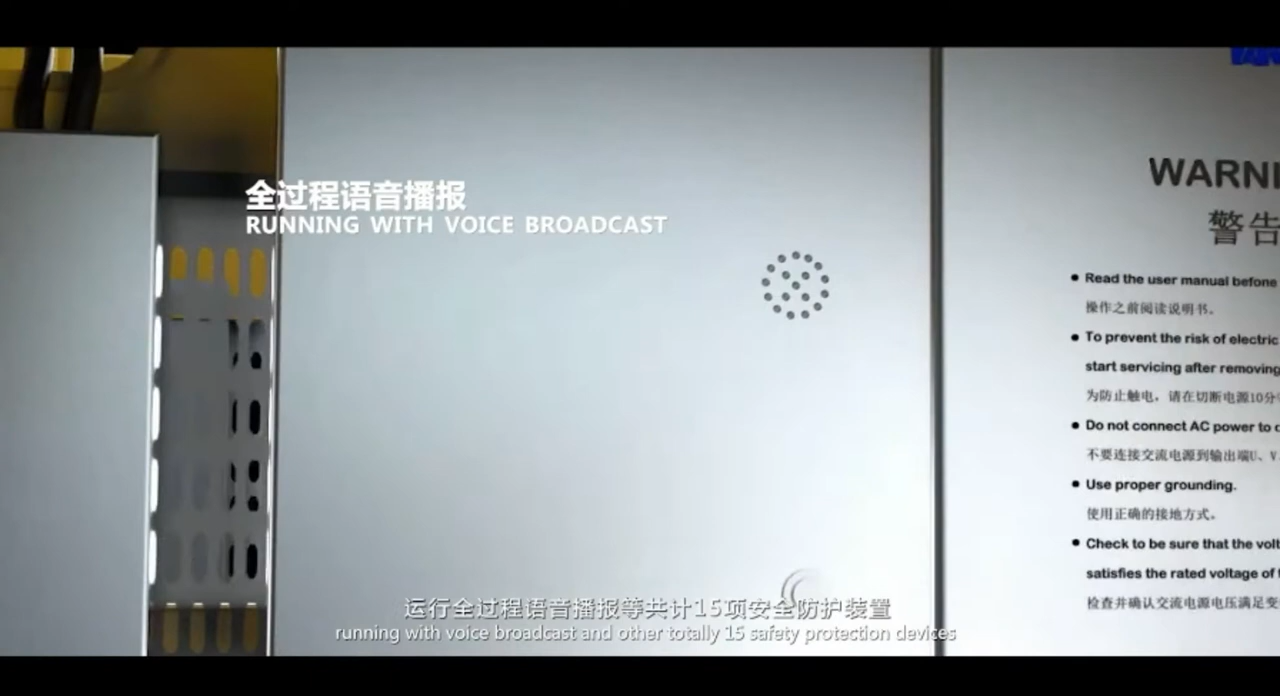 全过程语音播报
RUNNING WITH VOICE BROADCAST
WARNI
警告
Read the user manual befone
操作之前阅读说明书。
To prevent the risk of electric
start servicing after removing
为防止触电，请在切断电源10分
Do not connect AC power to
不要连接交流电源到输出端U、V
Use proper grounding.
使用正确的接地方式。
Check to be sure that the volt
satisfies the rated voltage of
检查并确认交流电源电压满足变
运行全过程语音播报等共计15项安全防护装置
running with voice broadcast and other totally 15 safety protection devices